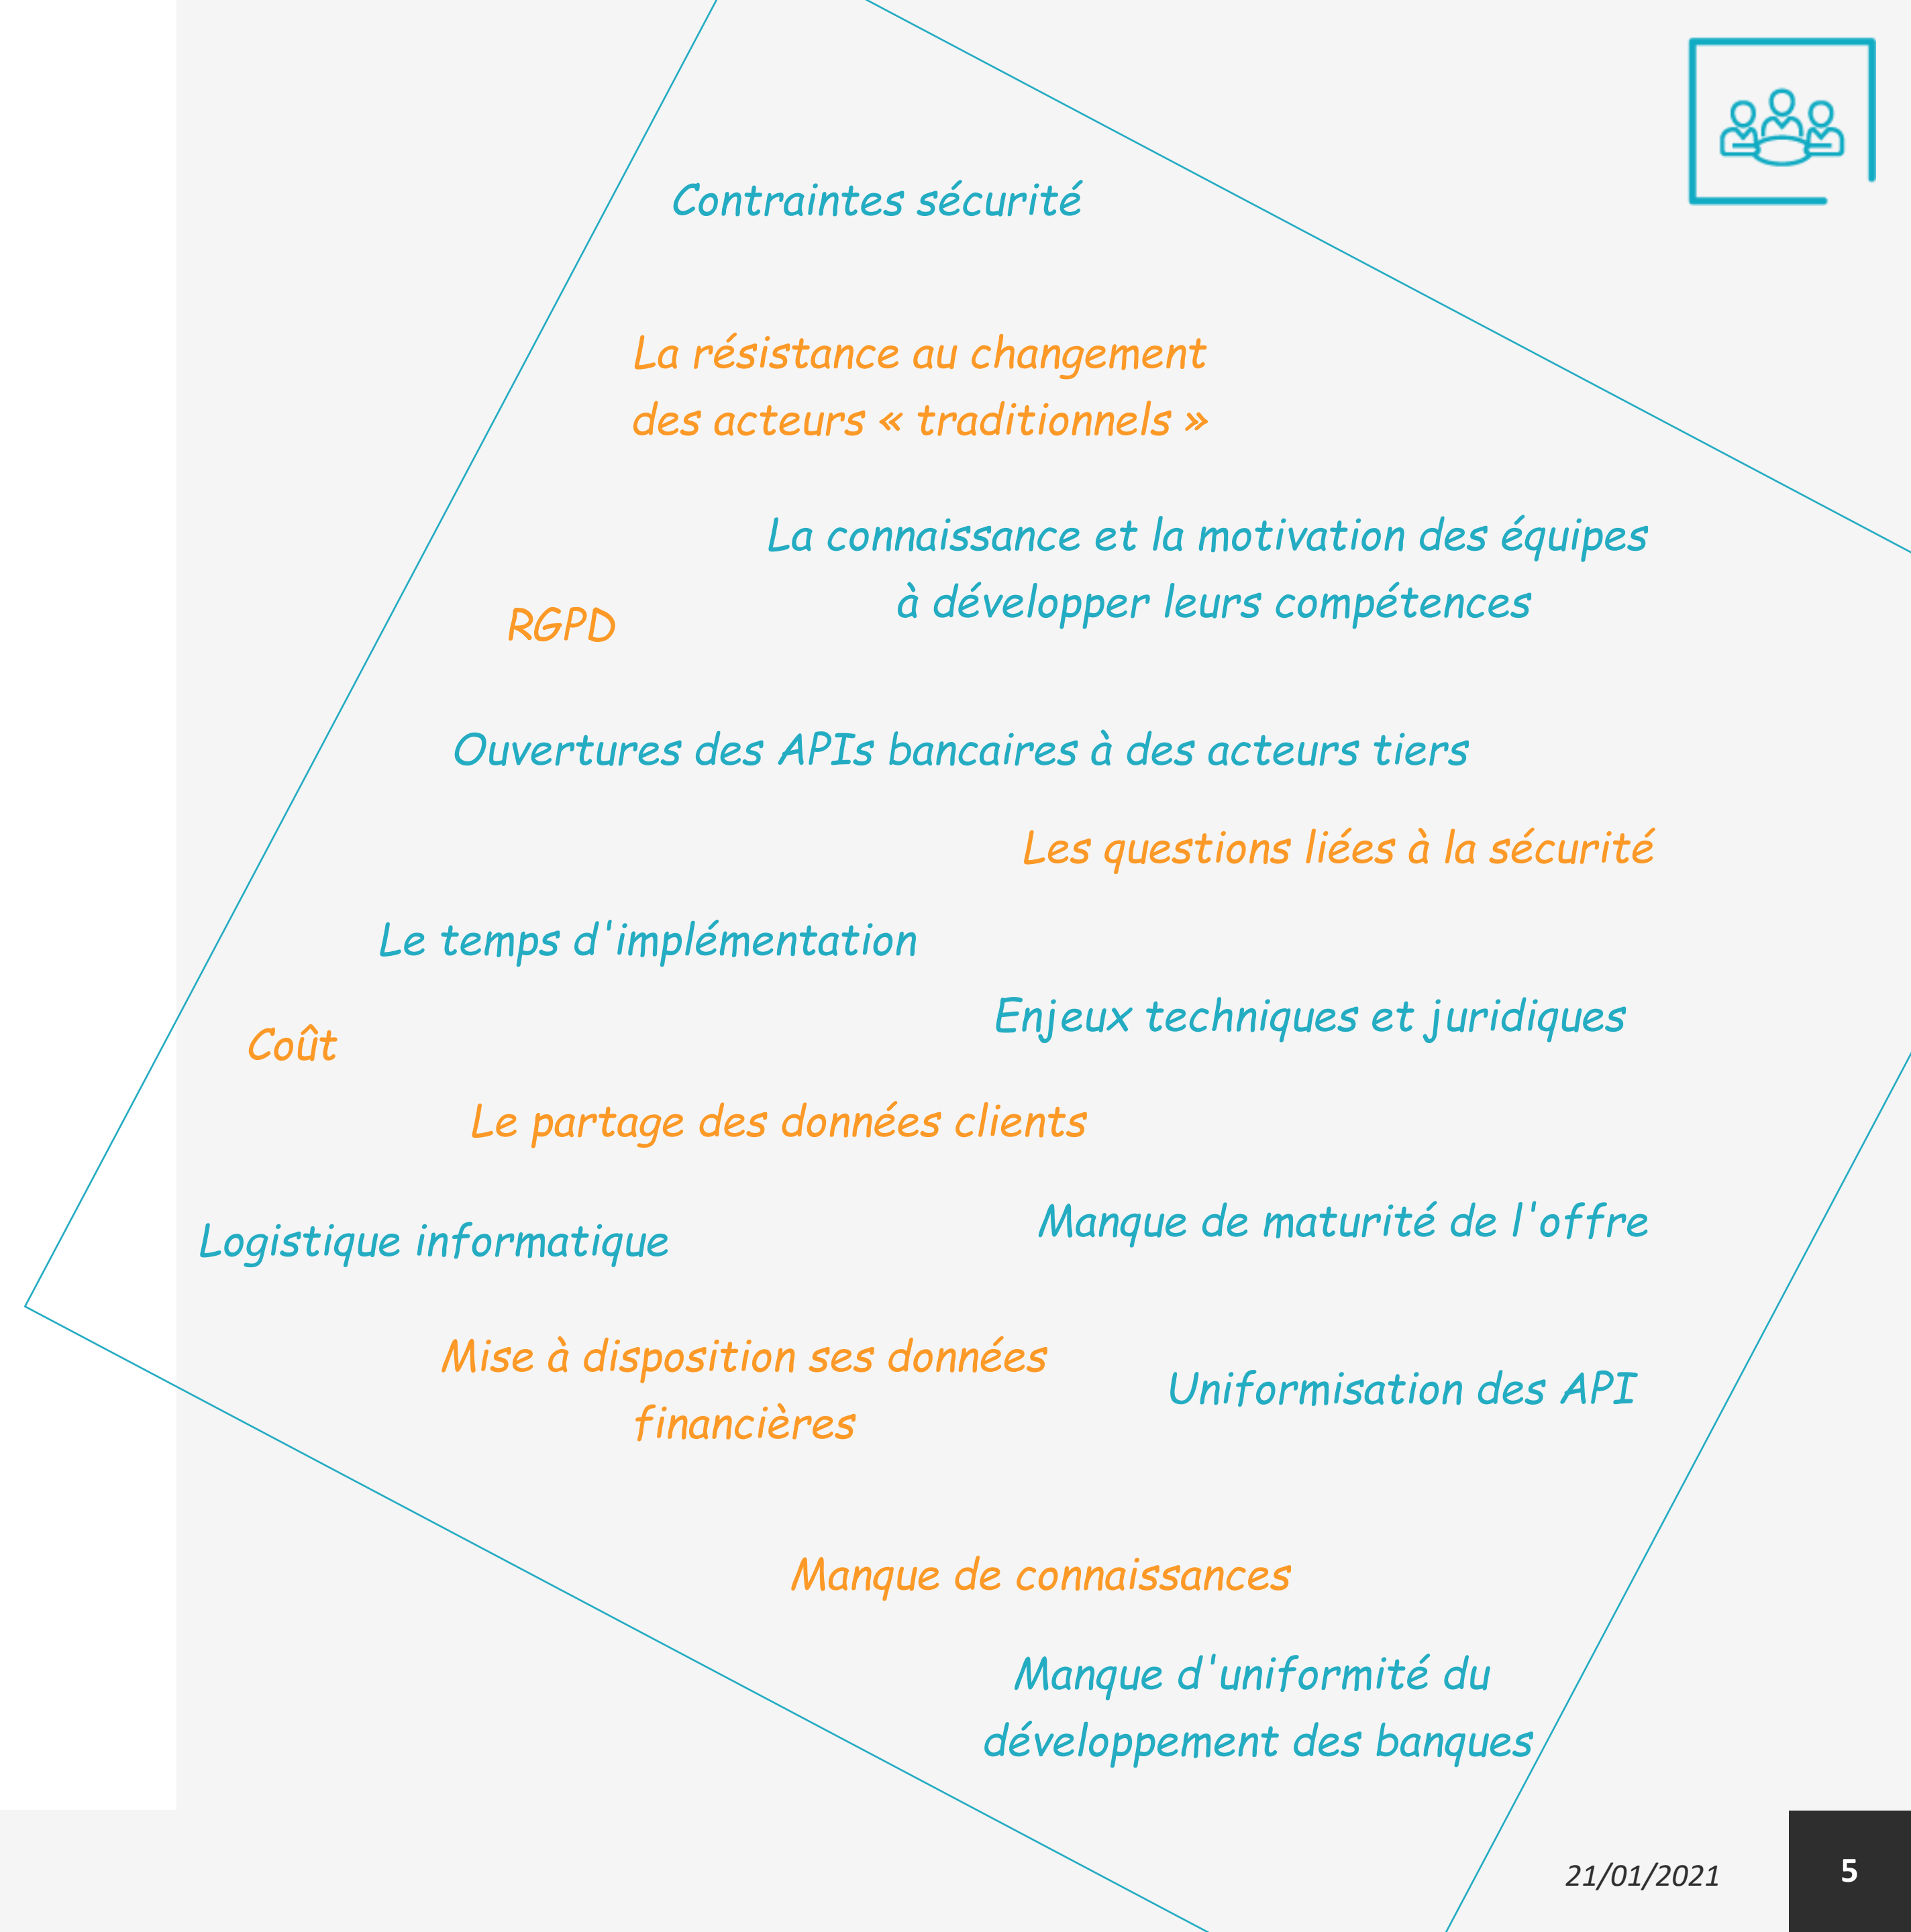 Contraintes sécurité
La résistance au changement
des acteurs « traditionnels »
La connaissance et la motivation des équipes
à développer leurs compétences
RGPD
Ouvertures des APIs bancaires à des acteurs tiers
Les questions liées à la sécurité
Le temps d'implémentation
Enjeux techniques et juridiques
Coût
Le partage des données clients
Manque de maturité de l'offre
Logistique informatique
Mise à disposition ses données
financières
Uniformisation des API
Manque de connaissances
Manque d'uniformité du
développement des banques
21/01/2021
5